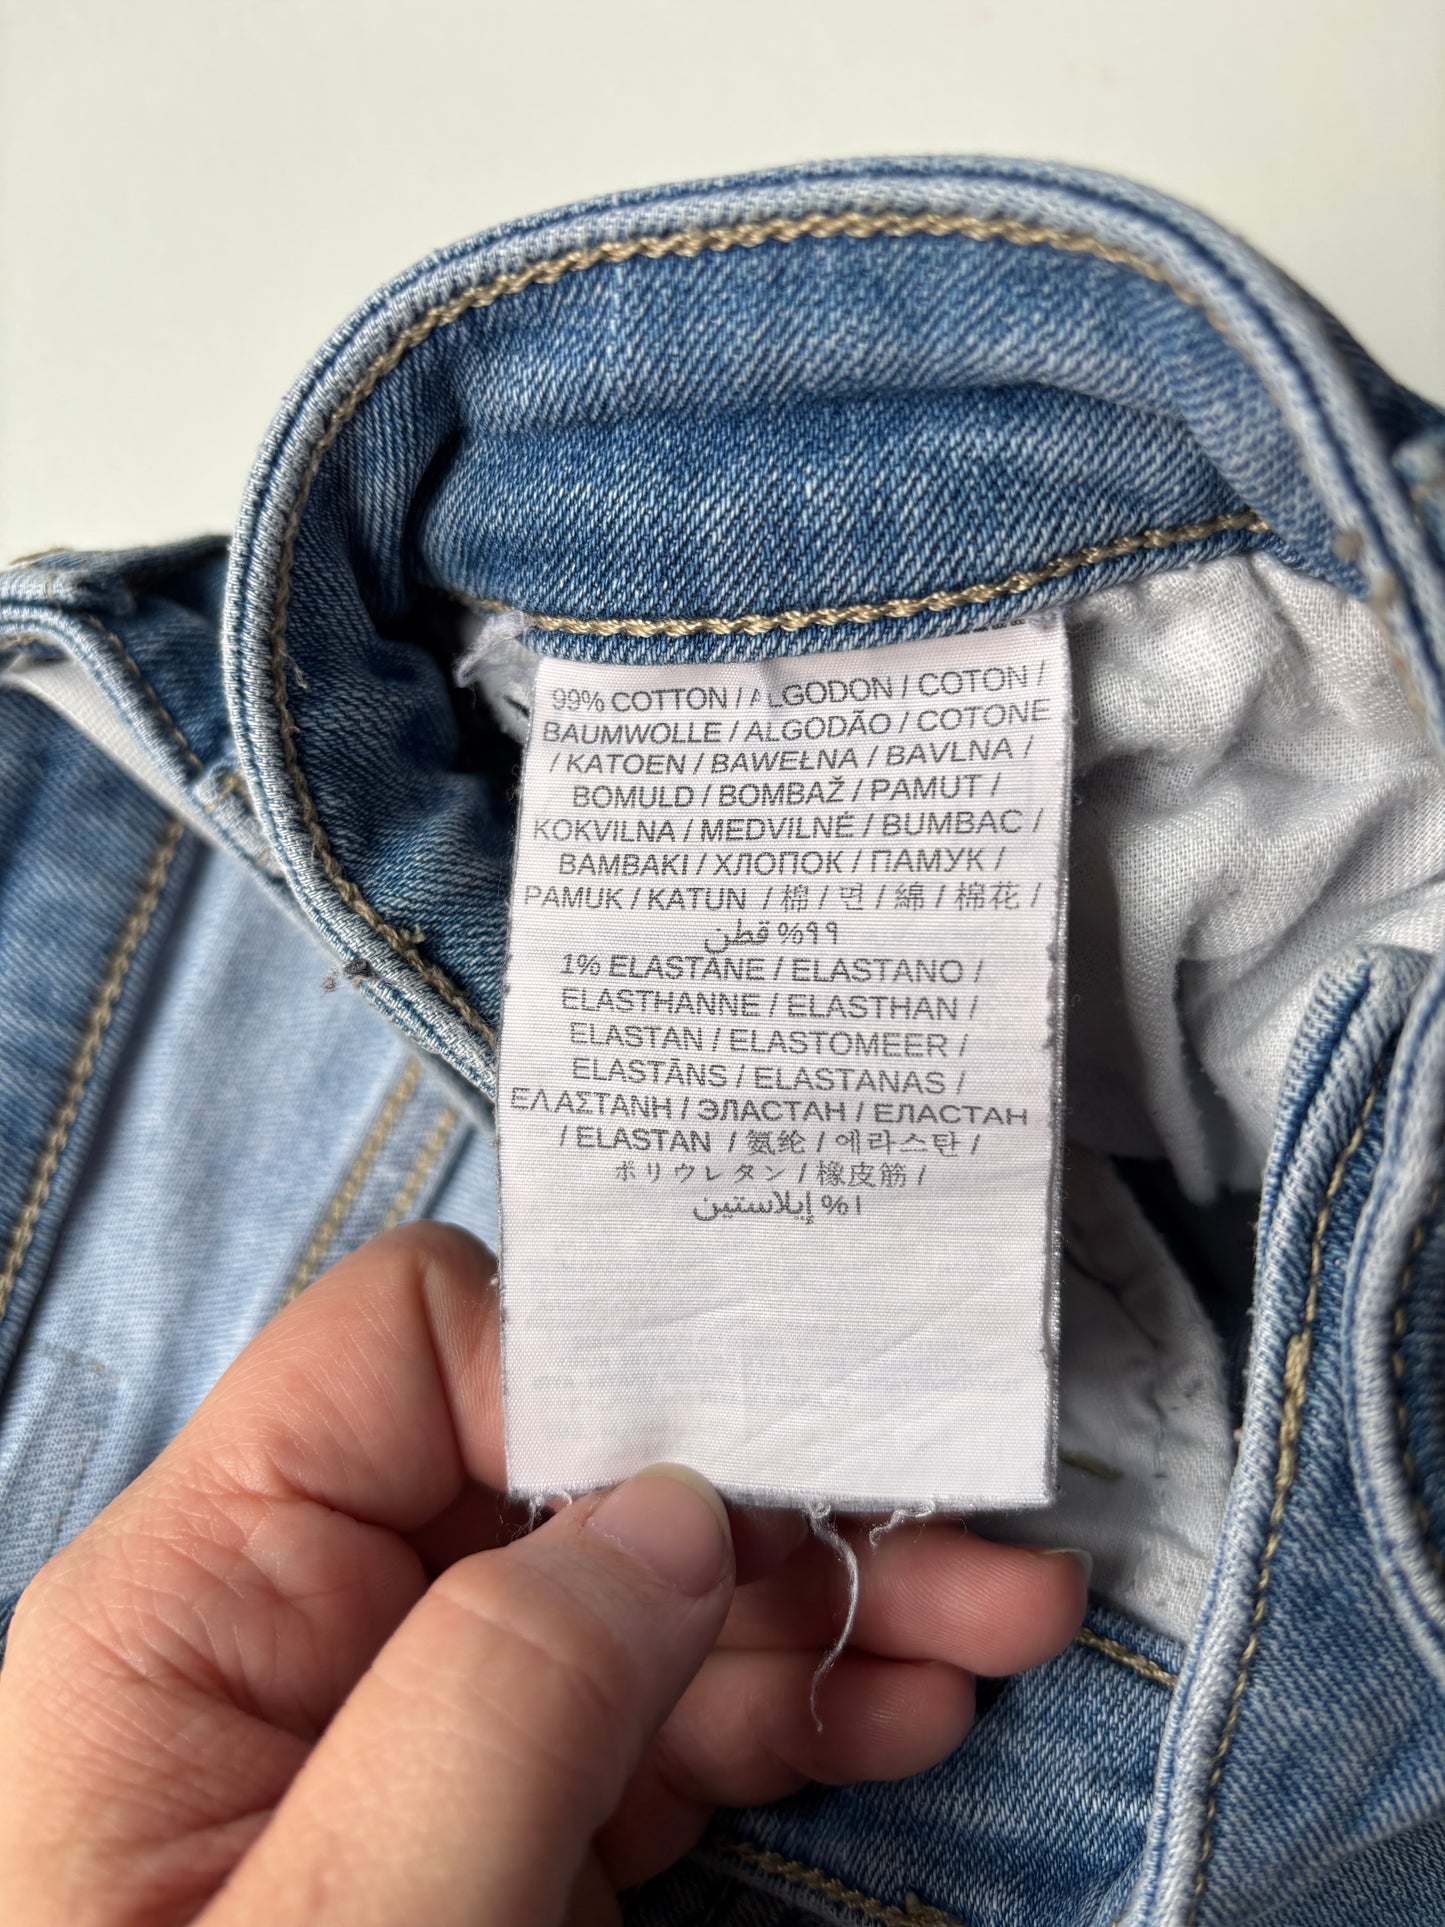 99% COTTON / ALGODON / COTON /
BAUMWOLLE / ALGODÃO / COTONE
/ KATOEN / BAWEŁNA / BAVLNA /
BOMULD / BOMBAŽ / PAMUT /
KOKVILNA / MEDVILNĖ / BUMBAC /
BAMBAKI / ХЛОПОК / ПАМУК /
PAMUK / KATUN / 棉 / 면 / 綿 / 棉花 /
٩٩% قطن
1% ELASTANE / ELASTANO /
ELASTHANNE / ELASTHAN /
ELASTAN / ELASTOMEER /
ELASTĀNS / ELASTANAS /
ΕΛΑΣΤΑΝΗ / ЭЛАСТАН / ЕЛАСТАН
/ ELASTAN / 氨纶 / 에라스탄 /
ポリウレタン / 橡皮筋 /
١% إيلاستين